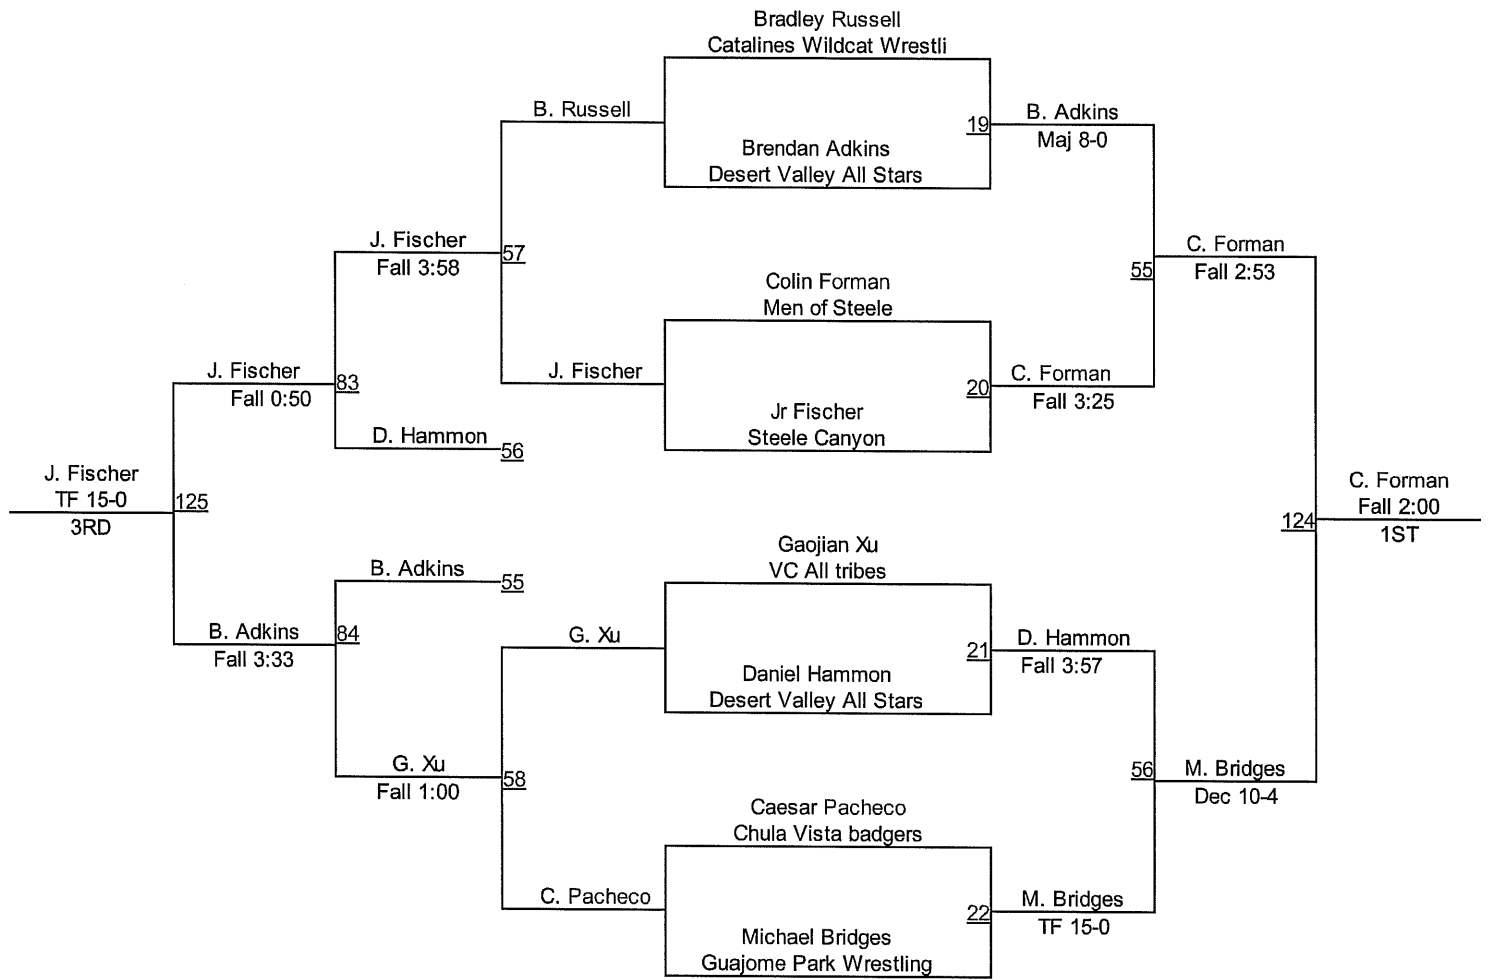 Bradley Russell
Catalines Wildcat Wrestli
B. Russell
19
B. Adkins
Maj 8-0
Brendan Adkins
Desert Valley All Stars
J. Fischer
Fall 3:58
57
C. Forman
Fall 2:53
55
Colin Forman
Men of Steele
J. Fischer
Fall 0:50
83
J. Fischer
20
C. Forman
Fall 3:25
Jr Fischer
Steele Canyon
D. Hammon
56
J. Fischer
TF 15-0
3RD
125
C. Forman
Fall 2:00
1ST
124
Gaojian Xu
VC All tribes
B. Adkins
55
B. Adkins
Fall 3:33
84
G. Xu
21
D. Hammon
Fall 3:57
Daniel Hammon
Desert Valley All Stars
G. Xu
Fall 1:00
58
56
M. Bridges
Dec 10-4
Caesar Pacheco
Chula Vista badgers
C. Pacheco
22
M. Bridges
TF 15-0
Michael Bridges
Guajome Park Wrestling